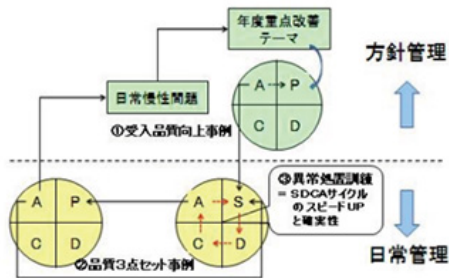 年度重点改善
テーマ
方針管理
日常慢性問題
A P
C D
①受入品質向上事例
③異常処置訓練
= SDCAサイクル
のスピードUP
と確実性
A P
C D
A S
C D
②品質3点セット事例
日常管理